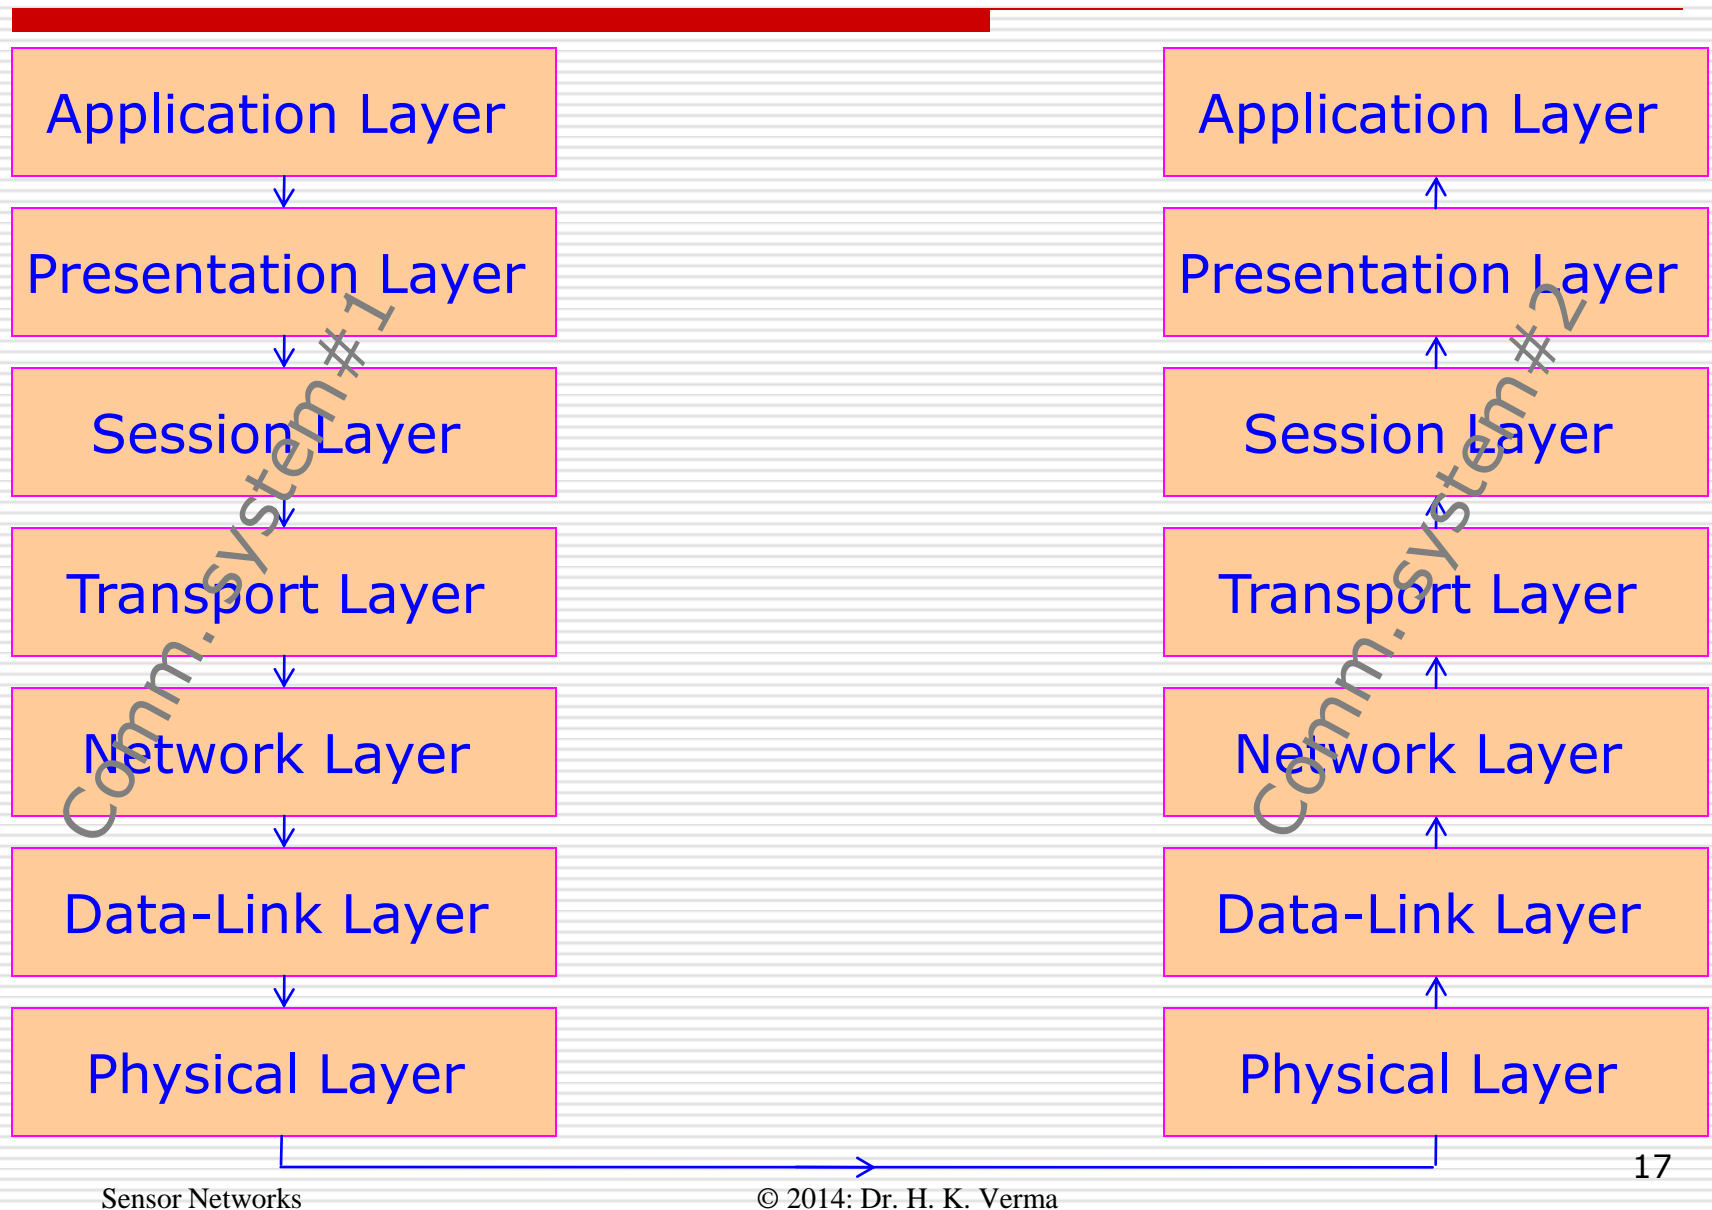 Application Layer
Presentation Layer
Session Layer
Transport Layer
Network Layer
Data-Link Layer
Physical Layer
Comm. system#1
Application Layer
Presentation Layer
Session Layer
Transport Layer
Network Layer
Data-Link Layer
Physical Layer
Comm. system#2
17
Sensor Networks
© 2014: Dr. H. K. Verma